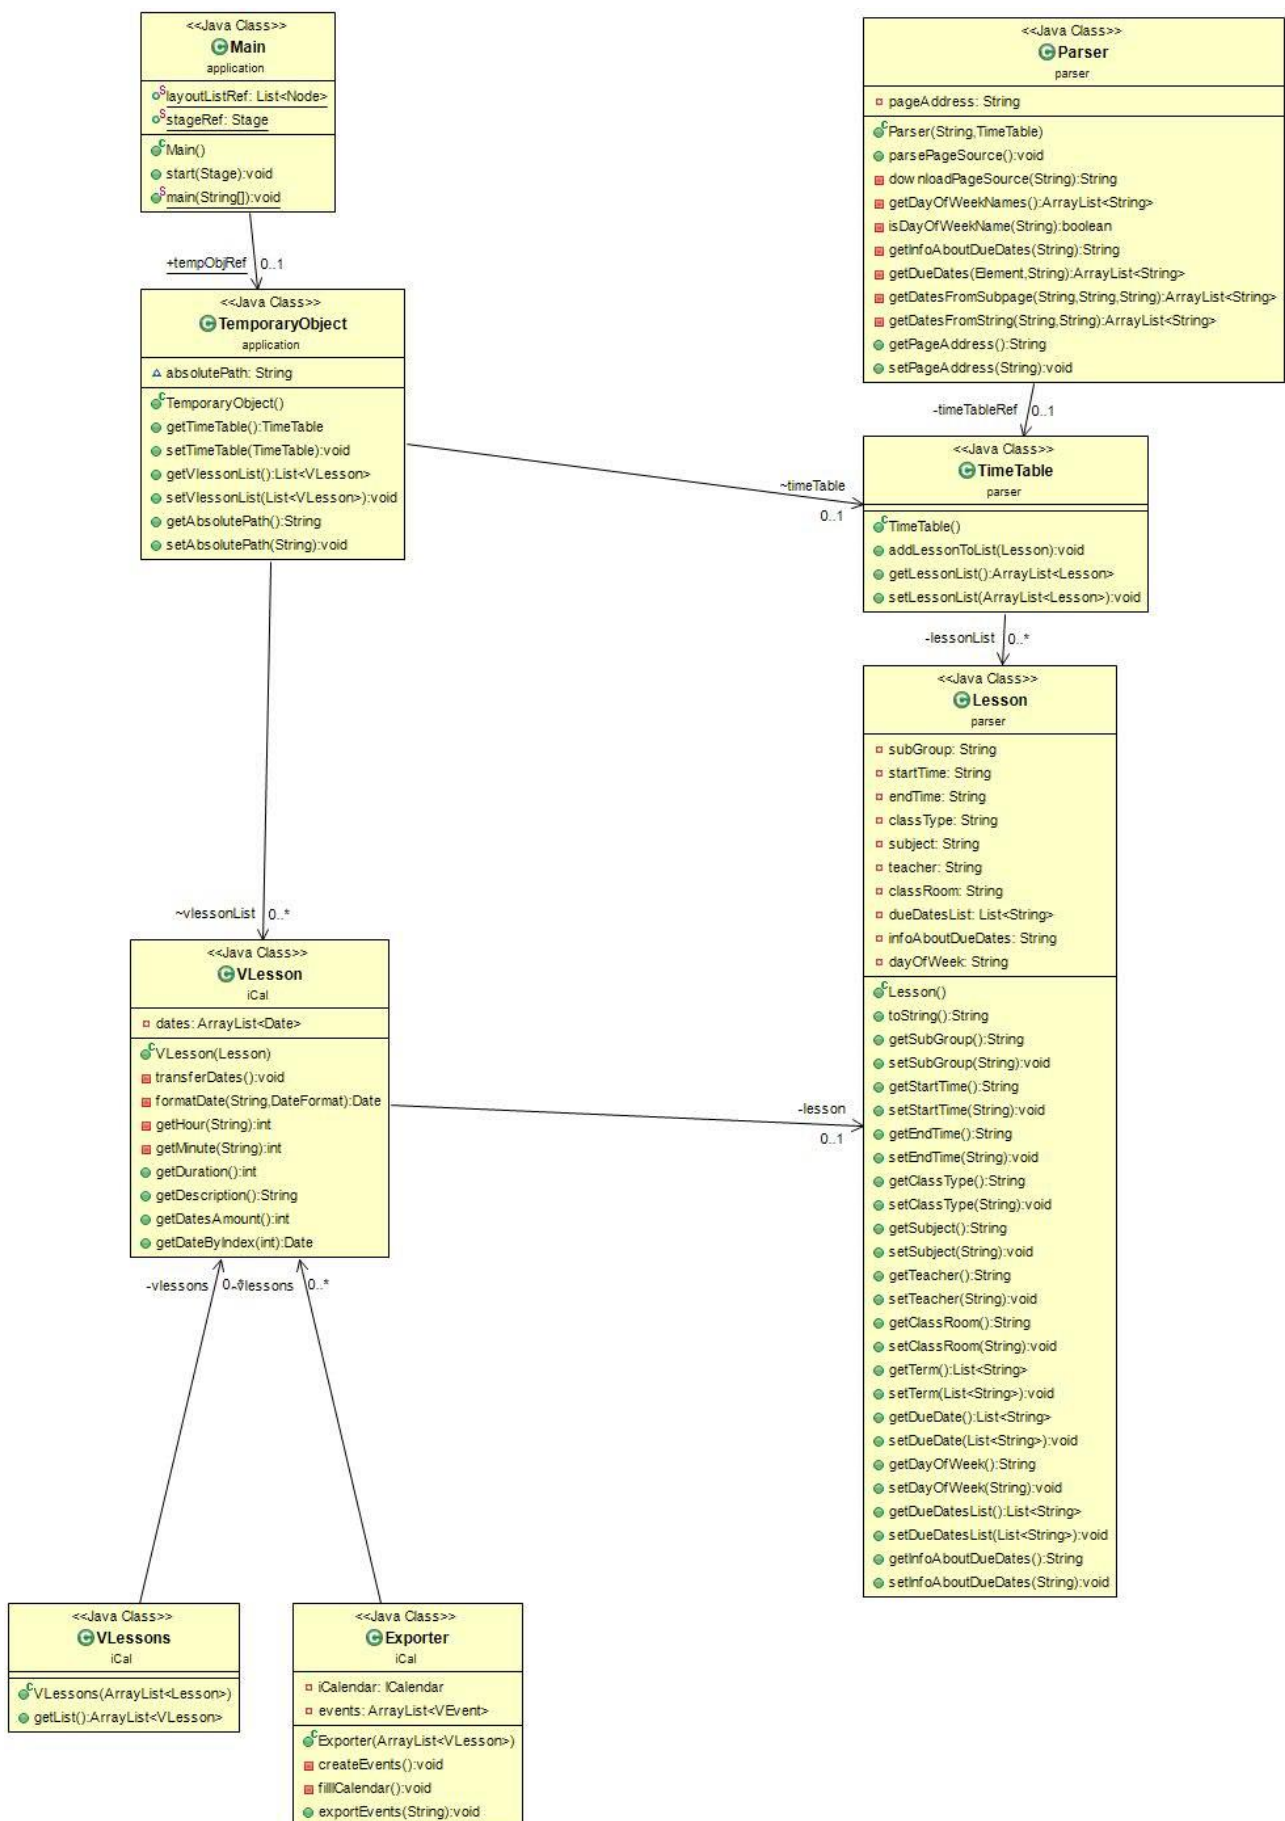 <<Java Class>>
Main
application
layoutListRef: List<Node>
stageRef: Stage
Main()
start(Stage):void
main(String[]):void
+tempObjRef 0..1
<<Java Class>>
TemporaryObject
application
absolutePath: String
TemporaryObject()
getTimeTable():TimeTable
setTimeTable(TimeTable):void
getVlessonList():List<VLesson>
setVlessonList(List<VLesson>):void
getAbsolutePath():String
setAbsolutePath(String):void
<<Java Class>>
Parser
parser
pageAddress: String
Parser(String,TimeTable)
parsePageSource():void
downloadPageSource(String):String
getDayOfWeekNames():ArrayList<String>
isDayOfWeekName(String):boolean
getInfoAboutDueDates(String):String
getDueDates(Element,String):ArrayList<String>
getDatesFromSubpage(String,String,String):ArrayList<String>
getDatesFromString(String,String):ArrayList<String>
getPageAddress():String
setPageAddress(String):void
-timeTableRef 0..1
~timeTable
0..1
<<Java Class>>
TimeTable
parser
TimeTable()
addLessonToList(Lesson):void
getLessonList():ArrayList<Lesson>
setLessonList(ArrayList<Lesson>):void
-lessonList 0..*
<<Java Class>>
Lesson
parser
subGroup: String
startTime: String
endTime: String
classType: String
subject: String
teacher: String
classRoom: String
dueDatesList: List<String>
infoAboutDueDates: String
dayOfWeek: String
Lesson()
toString():String
getSubGroup():String
setSubGroup(String):void
getStartTime():String
setStartTime(String):void
getEndTime():String
setEndTime(String):void
getClassType():String
setClassType(String):void
getSubject():String
setSubject(String):void
getTeacher():String
setTeacher(String):void
getClassRoom():String
setClassRoom(String):void
getTerm():List<String>
setTerm(List<String>):void
getDueDate():List<String>
setDueDate(List<String>):void
getDayOfWeek():String
setDayOfWeek(String):void
getDueDatesList():List<String>
setDueDatesList(List<String>):void
getInfoAboutDueDates():String
setInfoAboutDueDates(String):void
~vlessonList 0..*
<<Java Class>>
VLesson
iCal
dates: ArrayList<Date>
VLesson(Lesson)
transferDates():void
formatDate(String,DateFormat):Date
getHour(String):int
getMinute(String):int
getDuration():int
getDescription():String
getDatesAmount():int
getDateByIndex(int):Date
-lesson
0..1
-vlessons 0..*
-vlessons 0..*
<<Java Class>>
VLessons
iCal
VLessons(ArrayList<Lesson>)
getList():ArrayList<VLesson>
<<Java Class>>
Exporter
iCal
iCalendar: ICalendar
events: ArrayList<VEvent>
Exporter(ArrayList<VLesson>)
createEvents():void
fillICalendar():void
exportEvents(String):void